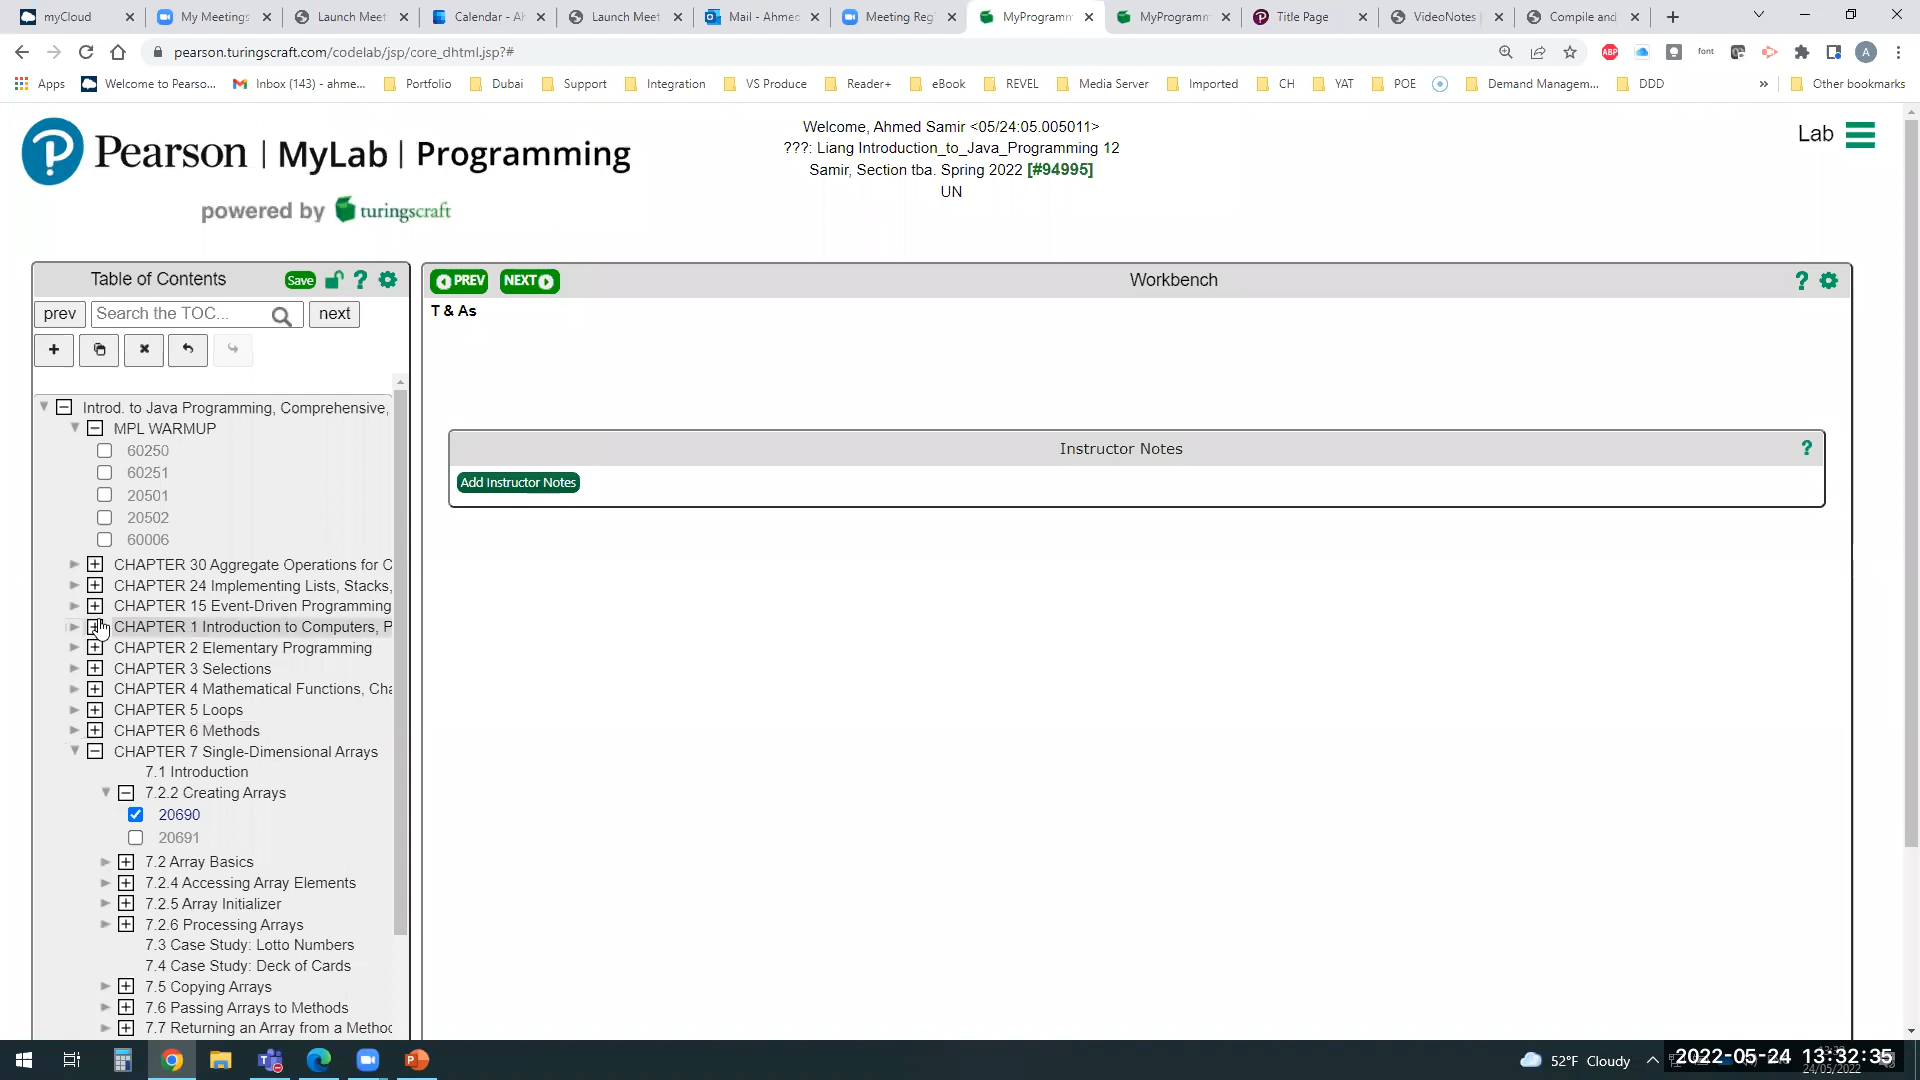 myCloud
My Meetings
Launch Meet
Calendar - Ah
Launch Meet
Mail - Ahmed
Meeting Reg
MyProgramm
MyProgramm
Title Page
VideoNotes
Compile and
pearson.turingscraft.com/codelab/jsp/core_dhtml.jsp?#
ABP
font
A
Apps
Welcome to Pearso...
Inbox (143) - ahme...
Portfolio
Dubai
Support
Integration
VS Produce
Reader+
eBook
REVEL
Media Server
Imported
CH
YAT
POE
Demand Managem...
DDD
»
Other bookmarks
Pearson | MyLab | Programming
powered by turingscraft
Welcome, Ahmed Samir <05/24:05.005011>
???: Liang Introduction_to_Java_Programming 12
Samir, Section tba. Spring 2022 [#94995]
UN
Lab
Table of Contents
Save
?
prev
Search the TOC...
next
Introd. to Java Programming, Comprehensive,
MPL WARMUP
60250
60251
20501
20502
60006
CHAPTER 30 Aggregate Operations for C
CHAPTER 24 Implementing Lists, Stacks,
CHAPTER 15 Event-Driven Programming
CHAPTER 1 Introduction to Computers, P
CHAPTER 2 Elementary Programming
CHAPTER 3 Selections
CHAPTER 4 Mathematical Functions, Cha
CHAPTER 5 Loops
CHAPTER 6 Methods
CHAPTER 7 Single-Dimensional Arrays
7.1 Introduction
7.2.2 Creating Arrays
20690
20691
7.2 Array Basics
7.2.4 Accessing Array Elements
7.2.5 Array Initializer
7.2.6 Processing Arrays
7.3 Case Study: Lotto Numbers
7.4 Case Study: Deck of Cards
7.5 Copying Arrays
7.6 Passing Arrays to Methods
7.7 Returning an Array from a Method
PREV
NEXT
Workbench
?
T & As
Instructor Notes
?
Add Instructor Notes
52°F Cloudy
2022-05-24 13:32:35
24/05/2022